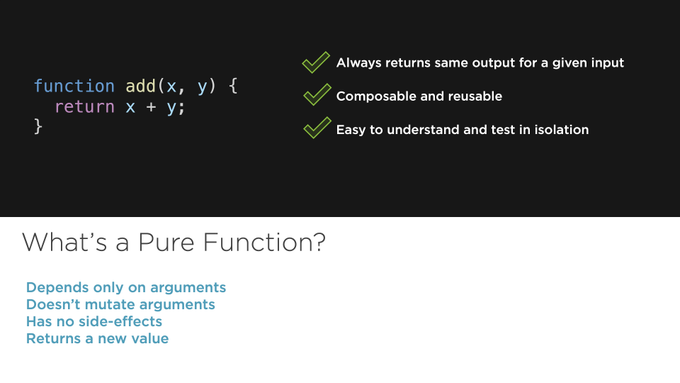 function add(x, y) {
  return x + y;
}
Always returns same output for a given input
Composable and reusable
Easy to understand and test in isolation
What's a Pure Function?
Depends only on arguments
Doesn't mutate arguments
Has no side-effects
Returns a new value